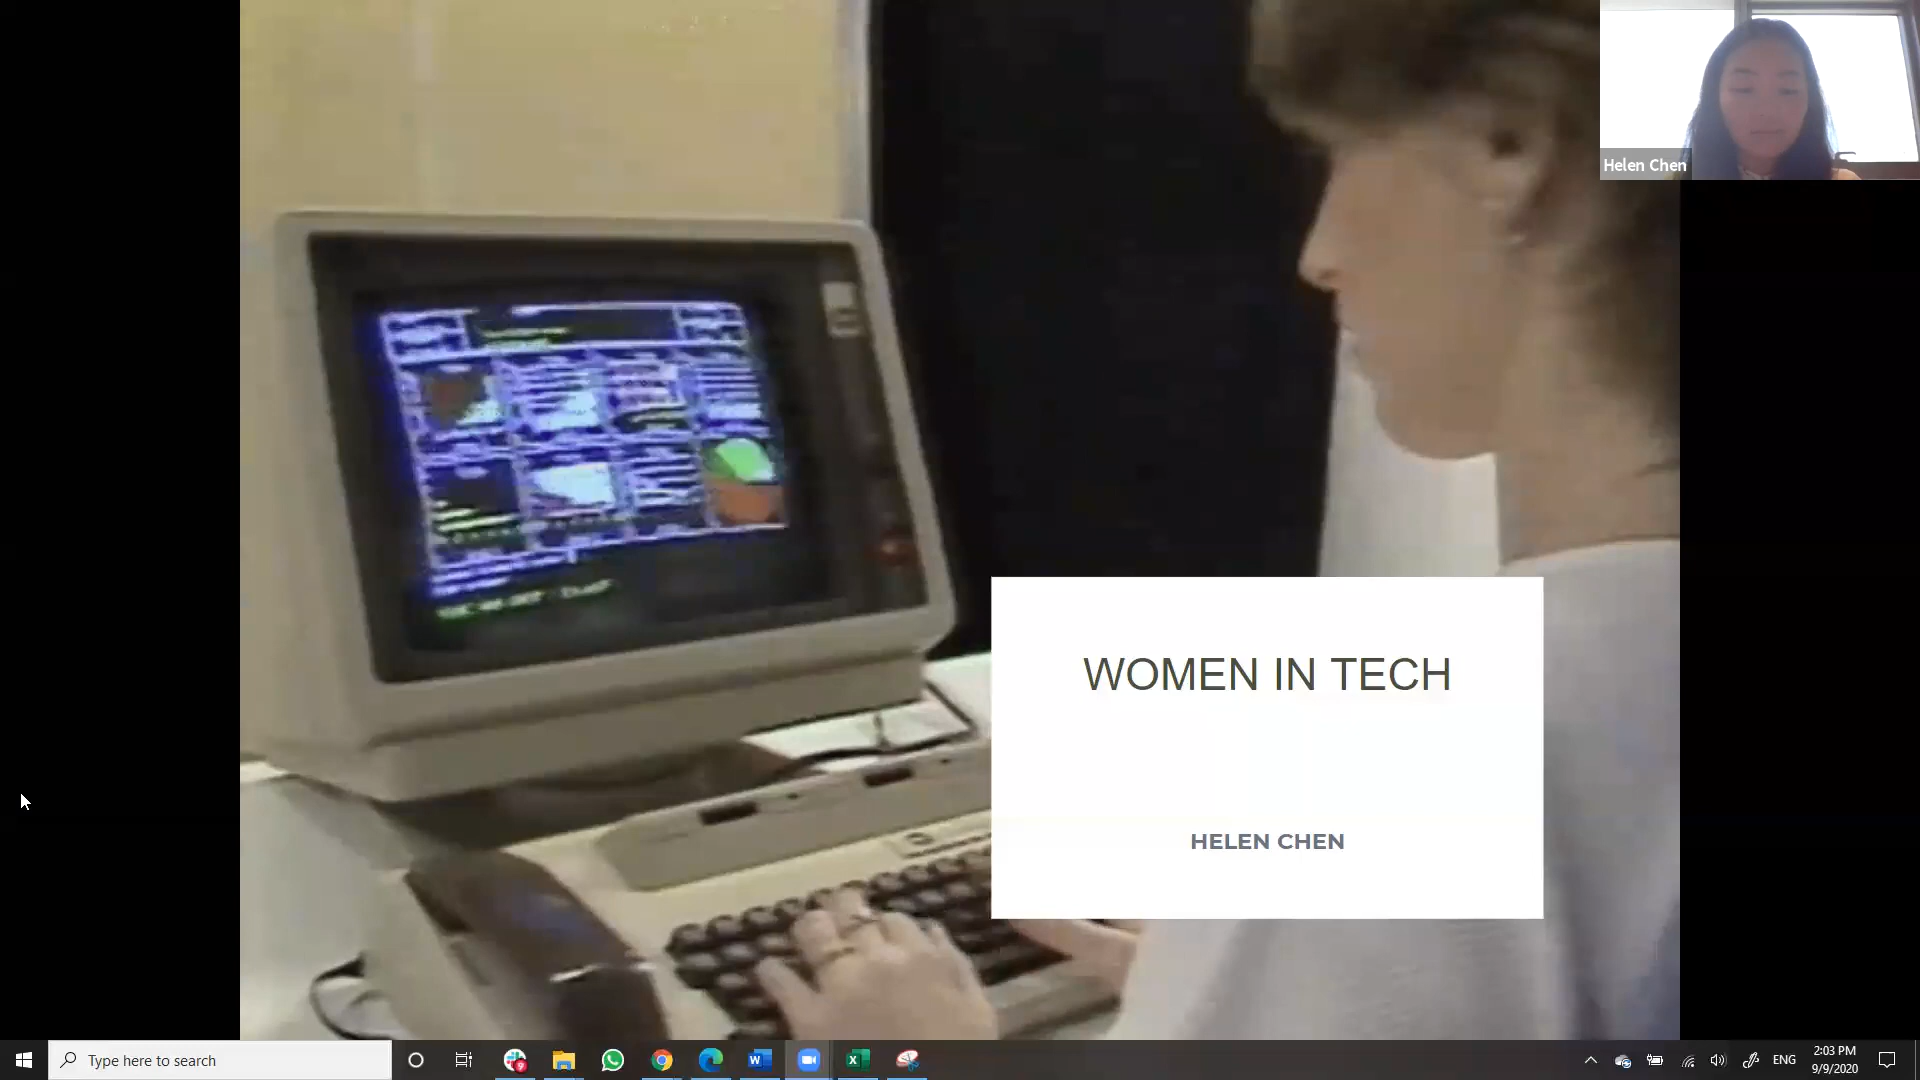 Helen Chen
WOMEN IN TECH
HELEN CHEN
Type here to search
ENG
2:03 PM
9/9/2020